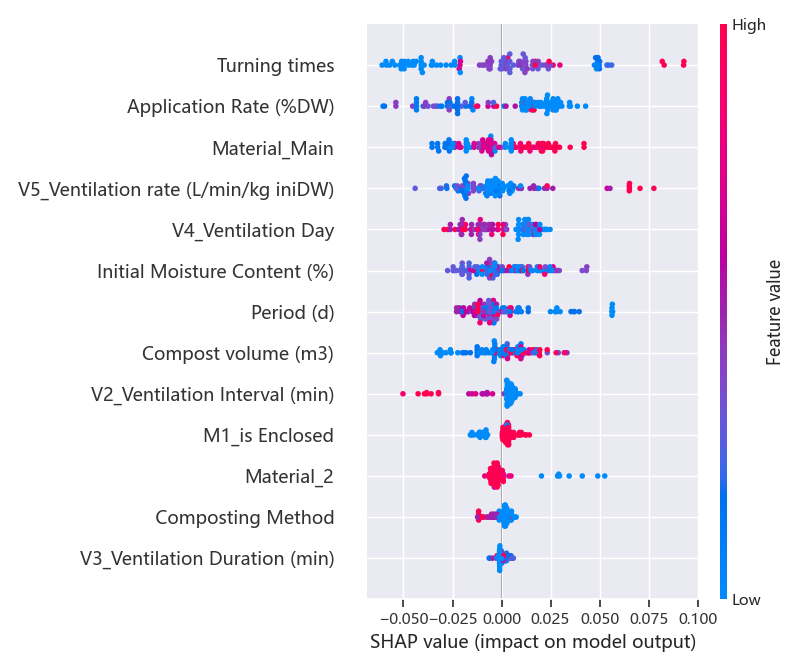 High
Turning times
Application Rate (%DW)
Material_Main
V5_Ventilation rate (L/min/kg iniDW)
V4_Ventilation Day
Initial Moisture Content (%)
Period (d)
Compost volume (m3)
V2_Ventilation Interval (min)
M1_is Enclosed
Material_2
Composting Method
V3_Ventilation Duration (min)
Feature value
Low
−0.050 −0.025 0.000 0.025 0.050 0.075 0.100
SHAP value (impact on model output)